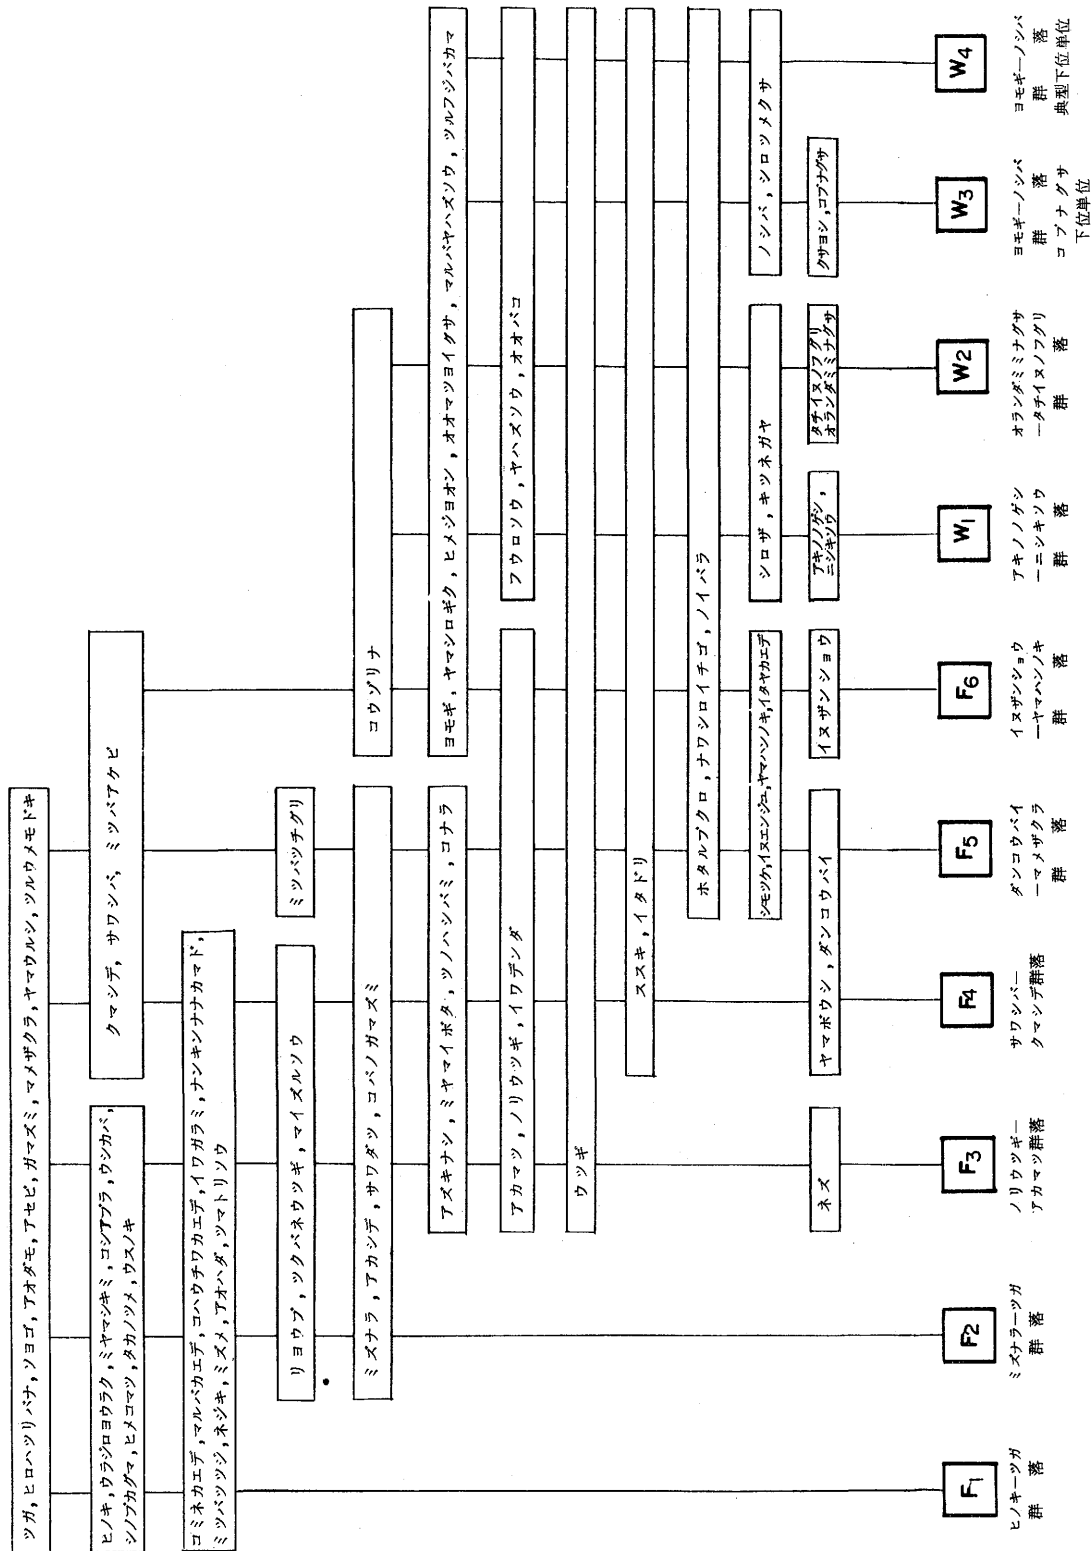 ツガ，ヒロハツリバナ，ソヨゴ，アオダモ，アセビ，ガマズミ，マメザクラ，ヤマウルシ，ツルウメモドキ
ヒノキ，ウラジロヨウラク，ミヤマシキミ，コシアブラ，ウシカバ，
シノブカグマ，ヒメコマツ，タカノツメ，ウスノキ
クマシデ，サワシバ，ミツバアケビ
コミネカエデ，マルバカエデ，コハウチワカエデ，イワガラミ，ナンキンナナカマド，
ミツバツツジ，ネジキ，ミズメ，アオハダ，ツマトリソウ
リョウブ，ツクバネウツギ，マイズルソウ
ミツバツチグリ
ミズナラ，アカシデ，サワダツ，コバノガマズミ
コウゾリナ
アズキナシ，ミヤマイボタ，ツノハシバミ，コナラ
ヨモギ，ヤマシロギク，ヒメジョオン，オオマツヨイグサ，マルバヤハズソウ，ツルフジバカマ
アカマツ，ノリウツギ，イワデンダ
フウロソウ，ヤハズソウ，オオバコ
ウツギ
ススキ，イタドリ
ホタルブクロ，ナワシロイチゴ，ノイバラ
シモツケ，イヌエンジュ，ヤマハンノキ，イタヤカエデ
シロザ，キツネガヤ
ノシバ，シロツメクサ
ネズ
ヤマボウシ，ダンコウバイ
イヌザンショウ
アキノノゲシ，
ニシキソウ
タチイヌノフグリ
オランダミミナグサ
クサヨシ，コブナグサ
F1
F2
F3
F4
F5
F6
W1
W2
W3
W4
ヒノキーツガ
群　落
ミズナラーツガ
群　落
ノリウツギー
アカマツ群落
サワシバー
クマシデ群落
ダンコウバイ
ーマメザクラ
群　落
イヌザンショウ
ーヤマハンノキ
群　落
アキノノゲシ
ーニシキソウ
群　落
オランダミミナグサ
ータチイヌノフグリ
群　落
ヨモギーノシバ
群　落
コブナグサ
下位単位
ヨモギーノシバ
群　落
典型下位単位